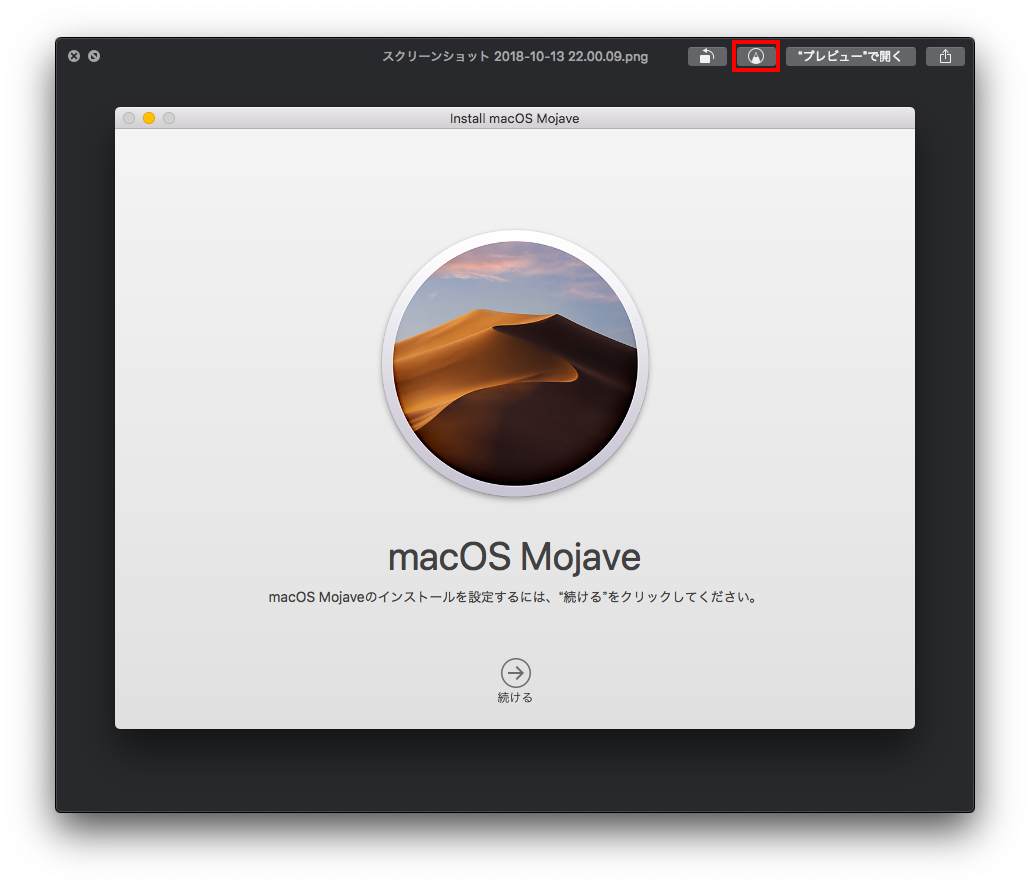 スクリーンショット 2018-10-13 22.00.09.png
“プレビュー”で開く
Install macOS Mojave
macOS Mojave
macOS Mojaveのインストールを設定するには、“続ける”をクリックしてください。
続ける